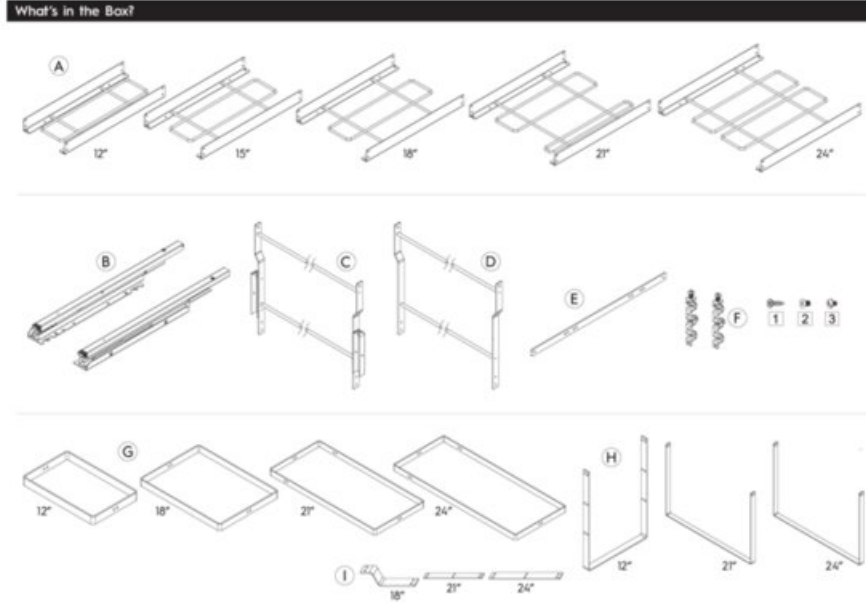 What's in the Box?
A
12" 15" 18" 21" 24"
B C D E F 1 2 3
G H
12" 18" 21" 24"
12" 21" 24"
I
18" 21" 24"